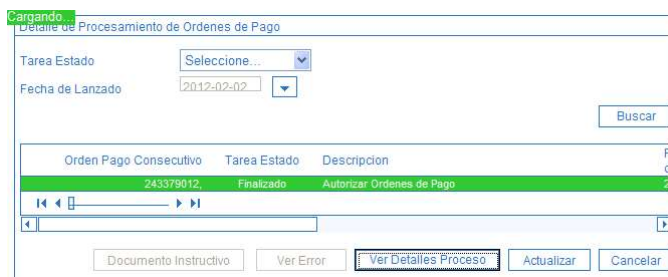 Cargando...
Detalle de Procesamiento de Ordenes de Pago
Tarea Estado Seleccione...
Fecha de Lanzado 2012-02-02
Buscar
Orden Pago Consecutivo Tarea Estado Descripcion
243379012, Finalizado Autorizar Ordenes de Pago
Documento Instructivo Ver Error Ver Detalles Proceso Actualizar Cancelar